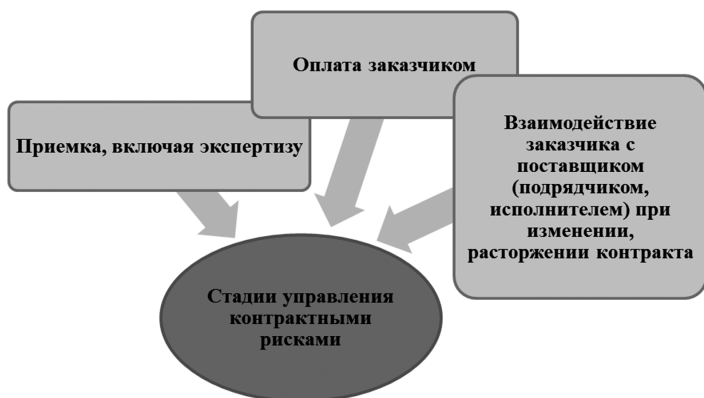 Оплата заказчиком
Приемка, включая экспертизу
Взаимодействие
заказчика с
поставщиком
(подрядчиком,
исполнителем) при
изменении,
расторжении контракта
Стадии управления
контрактными
рисками